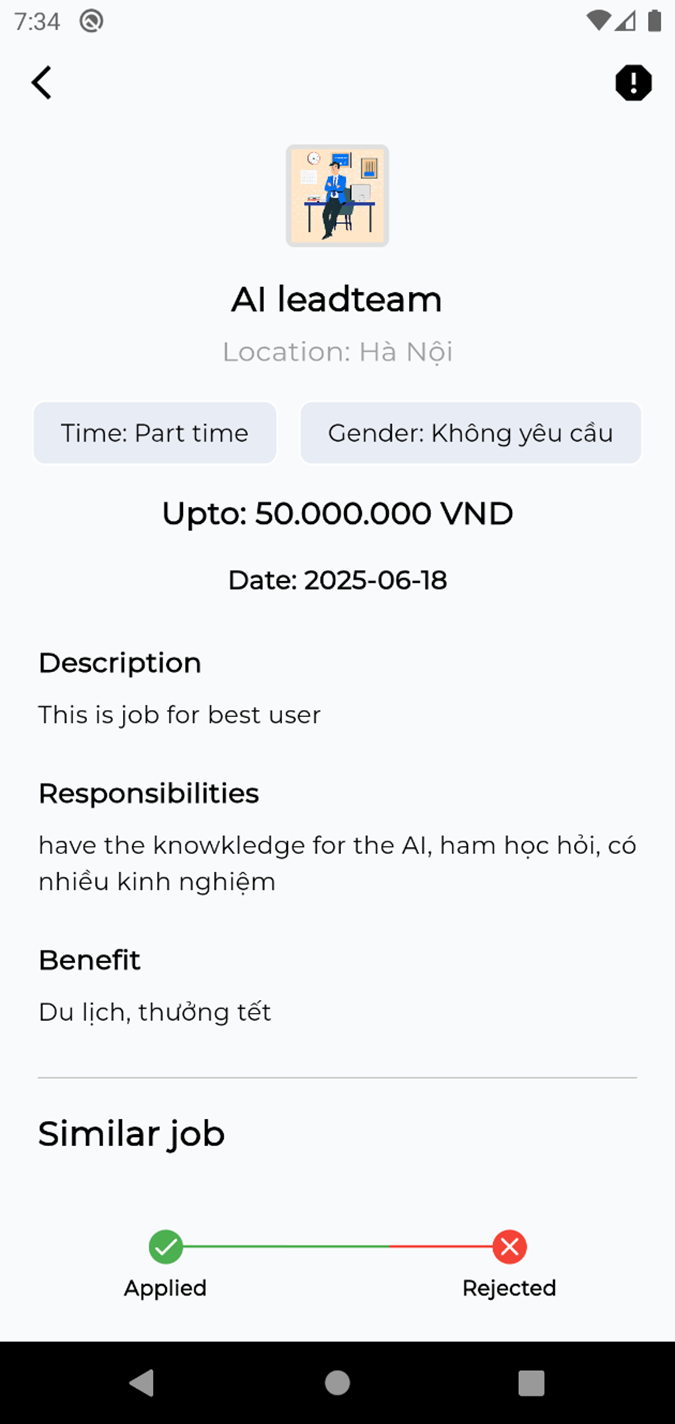 7:34
AI leadteam
Location: Hà Nội
Time: Part time
Gender: Không yêu cầu
Upto: 50.000.000 VND
Date: 2025-06-18
Description
This is job for best user
Responsibilities
have the knowkledge for the AI, ham học hỏi, có
nhiều kinh nghiệm
Benefit
Du lịch, thưởng tết
Similar job
Applied
Rejected